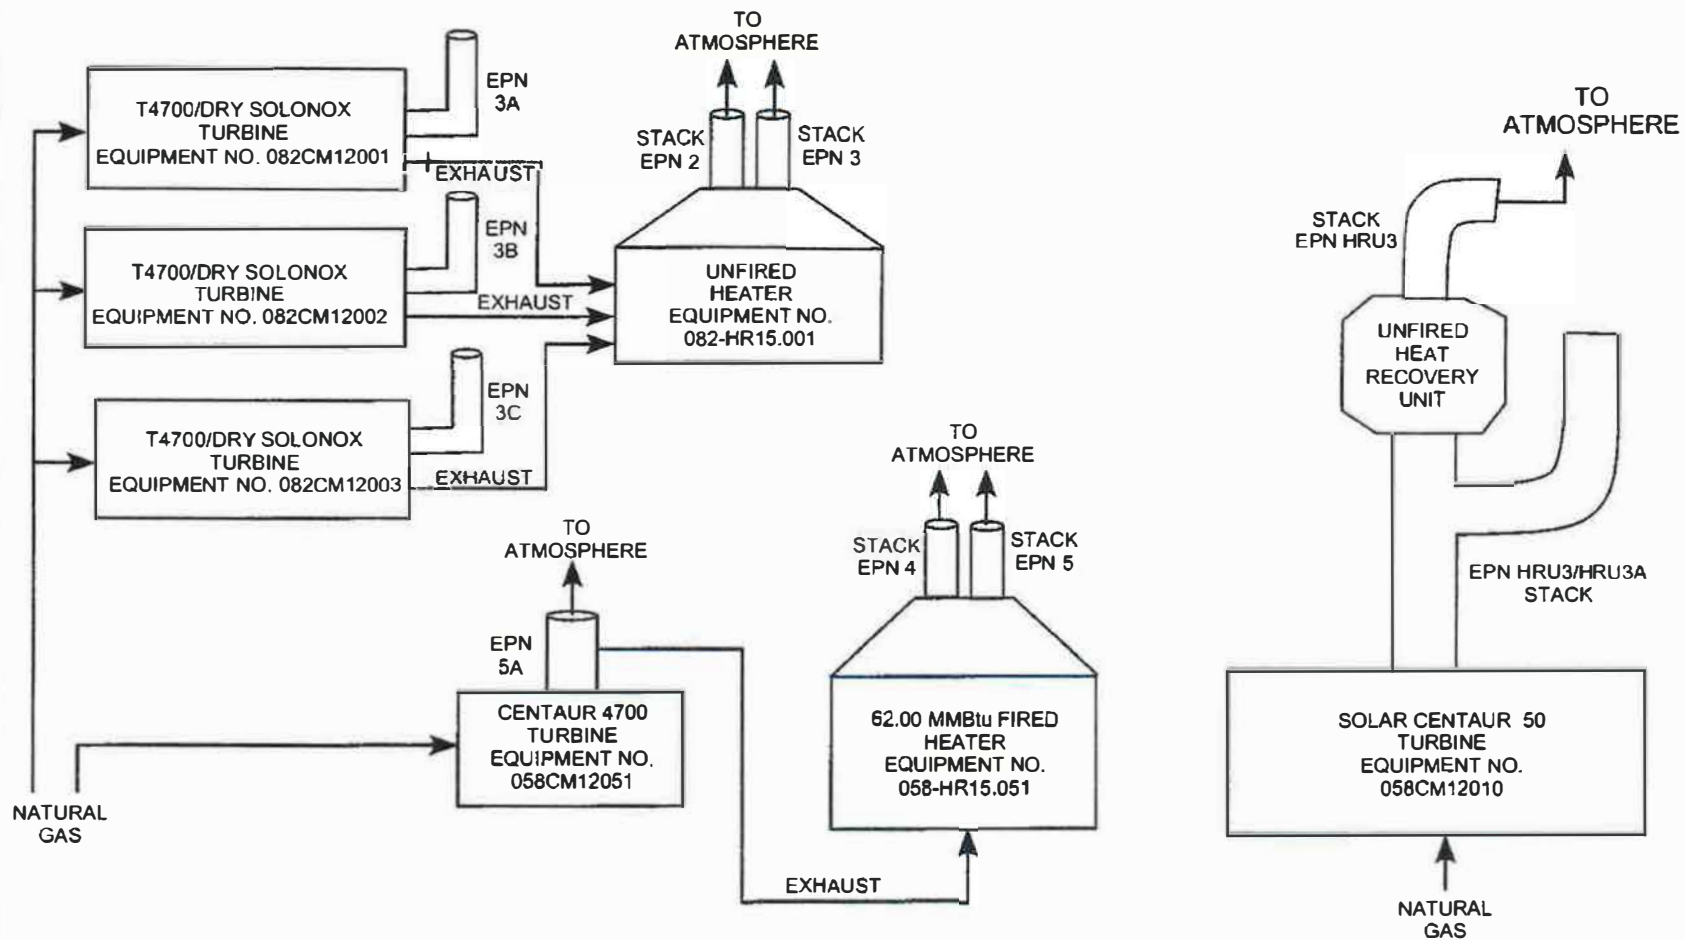 TO
ATMOSPHERE
EPN
3A
T4700/DRY SOLONOX
TURBINE
EQUIPMENT NO. 082CM12001
STACK
EPN 2
STACK
EPN 3
EXHAUST
EPN
3B
T4700/DRY SOLONOX
TURBINE
EQUIPMENT NO. 082CM12002
EXHAUST
UNFIRED
HEATER
EQUIPMENT NO.
082-HR15.001
EPN
3C
T4700/DRY SOLONOX
TURBINE
EQUIPMENT NO. 082CM12003
EXHAUST
TO
ATMOSPHERE
EPN
5A
CENTAUR 4700
TURBINE
EQUIPMENT NO.
058CM12051
NATURAL
GAS
TO
ATMOSPHERE
STACK
EPN 4
STACK
EPN 5
62.00 MMBtu FIRED
HEATER
EQUIPMENT NO.
058-HR15.051
EXHAUST
TO
ATMOSPHERE
STACK
EPN HRU3
UNFIRED
HEAT
RECOVERY
UNIT
EPN HRU3/HRU3A
STACK
SOLAR CENTAUR 50
TURBINE
EQUIPMENT NO.
058CM12010
NATURAL
GAS